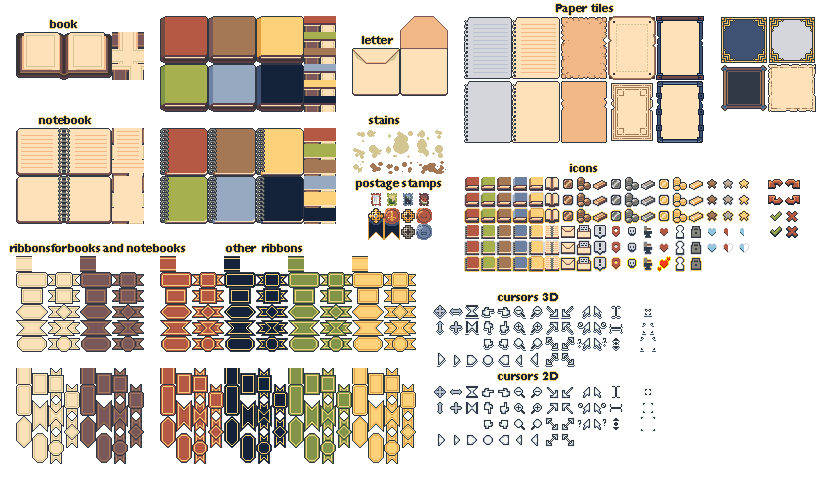 Paper tiles
book
letter
notebook
stains
icons
postage stamps
ribbonsforbooks and notebooks
other ribbons
cursors 3D
cursors 2D